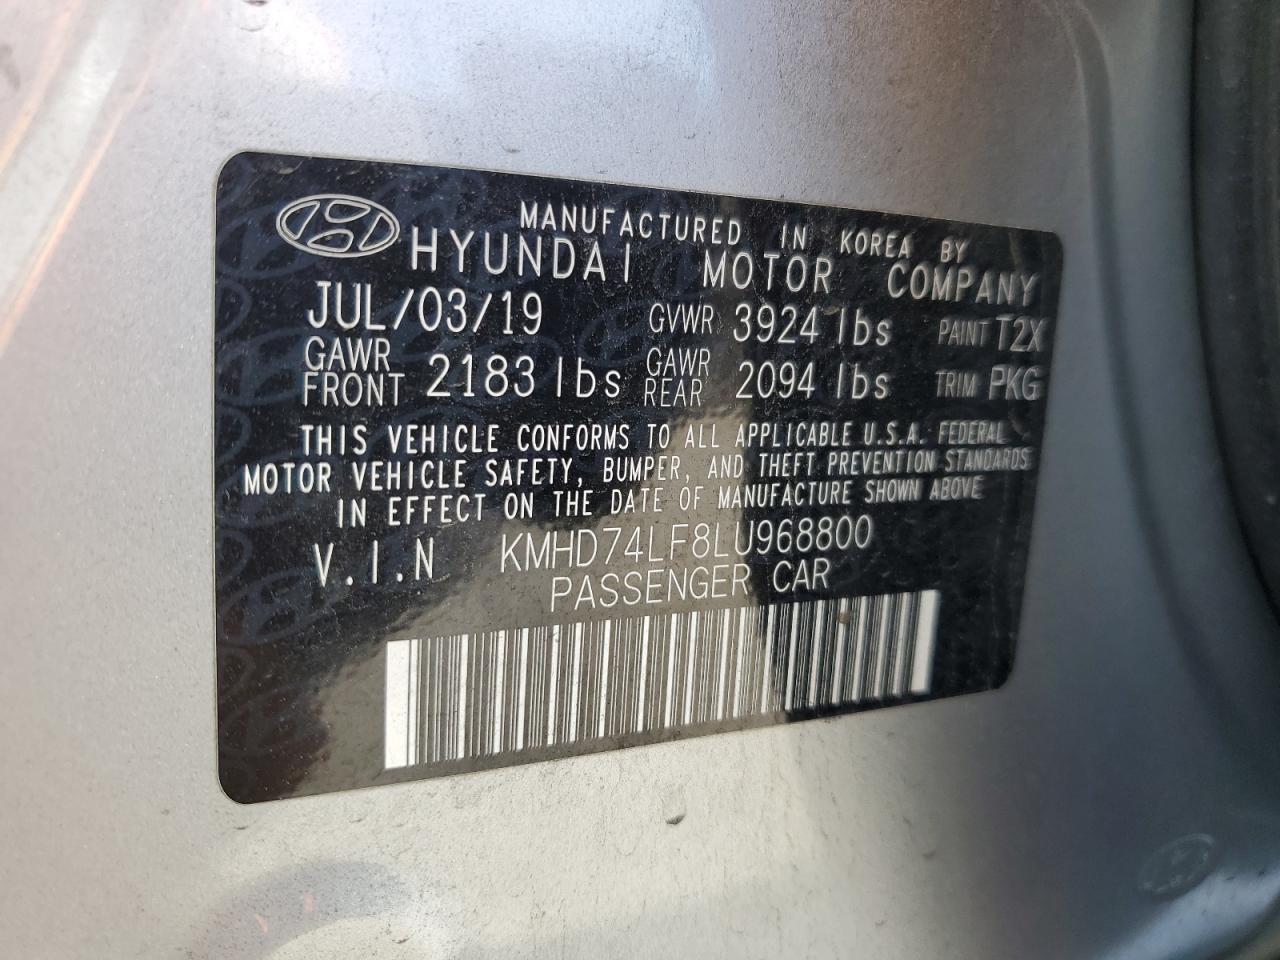 MANUFACTURED IN KOREA BY
HYUNDAI MOTOR COMPANY
JUL/03/19 GVWR 3924 lbs PAINT T2X
GAWR FRONT 2183 lbs GAWR REAR 2094 lbs TRIM PKG
THIS VEHICLE CONFORMS TO ALL APPLICABLE U.S.A. FEDERAL
MOTOR VEHICLE SAFETY, BUMPER, AND THEFT PREVENTION STANDARDS
IN EFFECT ON THE DATE OF MANUFACTURE SHOWN ABOVE
V.I.N KMHD74LF8LU968800
PASSENGER CAR